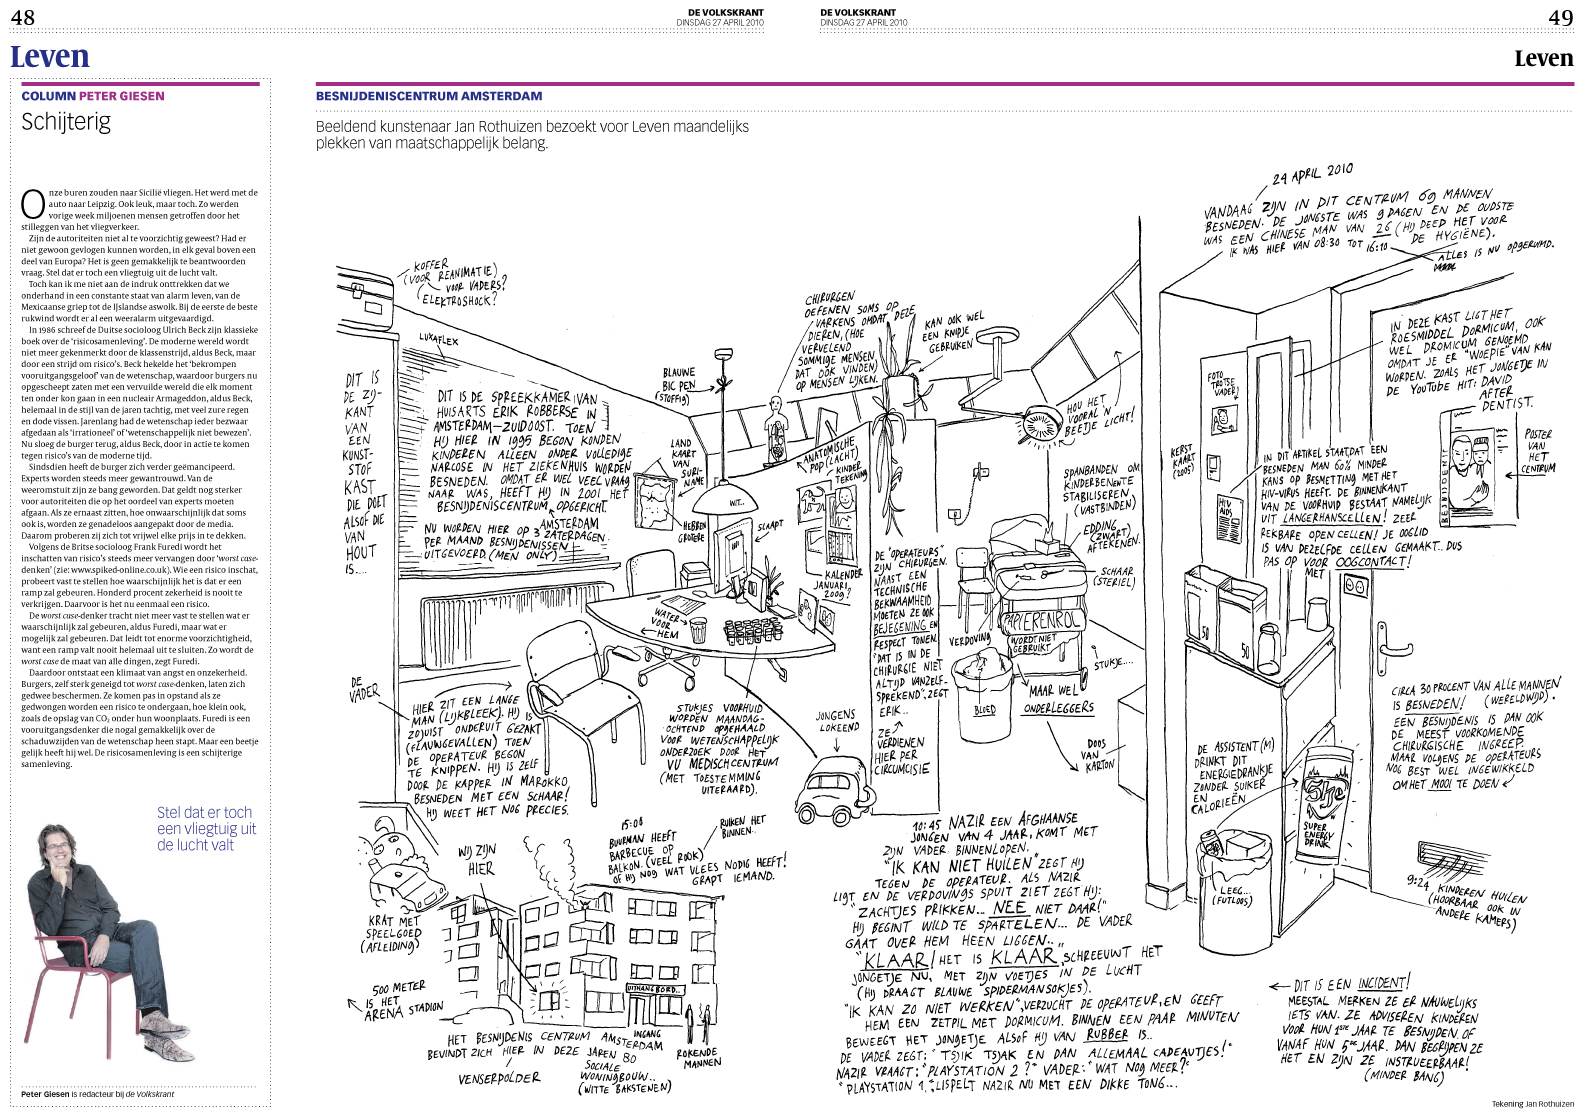 48
DE VOLKSKRANT
DINSDAG 27 APRIL 2010
DE VOLKSKRANT
DINSDAG 27 APRIL 2010
49
Leven
Leven
COLUMN PETER GIESEN
Schijterig
Onze buren zouden naar Sicilië vliegen. Het werd met de
auto naar Leipzig. Ook leuk, maar toch. Zo werden
vorige week miljoenen mensen getroffen door het
stilleggen van het vliegverkeer.
Zijn de autoriteiten niet al te voorzichtig geweest? Had er
niet gewoon gevlogen kunnen worden, in elk geval boven een
deel van Europa? Het is geen gemakkelijk te beantwoorden
vraag. Stel dat er toch een vliegtuig uit de lucht valt.
Toch kan ik me niet aan de indruk onttrekken dat we
onderhand in een constante staat van alarm leven, van de
Mexicaanse griep tot de IJslandse aswolk. Bij de eerste de beste
rukwind wordt er al een weeralarm uitgevaardigd.
In 1986 schreef de Duitse socioloog Ulrich Beck zijn klassieke
boek over de 'risicosamenleving'. De moderne wereld wordt
niet meer gekenmerkt door de klassenstrijd, aldus Beck, maar
door een strijd om risico's. Beck hekelde het 'bekrompen
vooruitgangsgeloof' van de wetenschap, waardoor burgers nu
opgescheept zaten met een vervuilde wereld die elk moment
ten onder kon gaan in een nucleair Armageddon, aldus Beck,
helemaal in de stijl van de jaren tachtig, met veel zure regen
en dode vissen. Jarenlang had de wetenschap ieder bezwaar
afgedaan als 'irrationeel' of 'wetenschappelijk niet bewezen'.
Nu sloeg de burger terug, aldus Beck, door in actie te komen
tegen risico's van de moderne tijd.
Sindsdien heeft de burger zich verder geëmancipeerd.
Experts worden steeds meer gewantrouwd. Van de
weeromstuit zijn ze bang geworden. Dat geldt nog sterker
voor autoriteiten die op het oordeel van experts moeten
afgaan. Als ze ernaast zitten, hoe onwaarschijnlijk dat soms
ook is, worden ze genadeloos aangepakt door de media.
Daarom proberen zij zich tot vrijwel elke prijs in te dekken.
Volgens de Britse socioloog Frank Furedi wordt het
inschatten van risico's steeds meer vervangen door 'worst case-
denken' (zie: www.spiked-online.co.uk). Wie een risico inschat,
probeert vast te stellen hoe waarschijnlijk het is dat er een
ramp zal gebeuren. Honderd procent zekerheid is nooit te
verkrijgen. Daarvoor is het nu eenmaal een risico.
De worst case-denker tracht niet meer vast te stellen wat er
waarschijnlijk zal gebeuren, aldus Furedi, maar wat er
mogelijk zal gebeuren. Dat leidt tot enorme voorzichtigheid,
want een ramp valt nooit helemaal uit te sluiten. Zo wordt de
worst case de maat van alle dingen, zegt Furedi.
Daardoor ontstaat een klimaat van angst en onzekerheid.
Burgers, zelf sterk geneigd tot worst case-denken, laten zich
gedwee beschermen. Ze komen pas in opstand als ze
gedwongen worden een risico te ondergaan, hoe klein ook,
zoals de opslag van CO₂ onder hun woonplaats. Furedi is een
vooruitgangsdenker die nogal gemakkelijk over de
schaduwzijden van de wetenschap heen stapt. Maar een beetje
gelijk heeft hij wel. De risicosamenleving is een schijterige
samenleving.
Stel dat er toch
een vliegtuig uit
de lucht valt
Peter Giesen is redacteur bij de Volkskrant
BESNIJDENISCENTRUM AMSTERDAM
Beeldend kunstenaar Jan Rothuizen bezoekt voor Leven maandelijks
plekken van maatschappelijk belang.
KOFFER
(VOOR REANIMATIE)
VOOR VADERS?
(ELEKTROSHOCK?
LUXAFLEX
DIT IS
DE ZIJ-
KANT
VAN
EEN
KUNST-
STOF
KAST
DIE DOET
ALSOF DIE
VAN
HOUT
IS....
DIT IS DE SPREEKKAMER VAN
HUISARTS ERIK ROBBERSE IN
AMSTERDAM-ZUIDOOST. TOEN
HIJ HIER IN 1995 BEGON KONDEN
KINDEREN ALLEEN ONDER VOLLEDIGE
NARCOSE IN HET ZIEKENHUIS WORDEN
BESNEDEN. OMDAT ER WEL VEEL VRAAG
NAAR WAS, HEEFT HIJ IN 2001 HET
BESNIJDENISCENTRUM OPGERICHT.
AMSTERDAM
NU WORDEN HIER OP 3 ZATERDAGEN
PER MAAND BESNIJDENISSEN
UITGEVOERD. (MEN ONLY)
BLAUWE
BIC PEN
(STOFFIG)
LAND
KAART
VAN
SURI-
NAME
HEBBEN
GROTERE
WIT...
SLAAPT
CHIRURGEN
OEFENEN SOMS OP
VARKENS OMDAT DEZE
DIEREN, (HOE
VERVELEND
SOMMIGE MENSEN
DAT OOK VINDEN)
OP MENSEN LIJKEN.
KAN OOK WEL
EEN KNIPJE
GEBRUIKEN
ANATOMISCHE
POP (LACHT)
KINDER
TEKENING
KALENDER
JANUARI,
2009?
WATER
VOOR
HEM
HOU HET
VOORAL 'N
BEETJE LICHT!
SPANBANDEN OM
KINDERBENEN TE
STABILISEREN
(VASTBINDEN)
EDDING
(ZWART)
AFTEKENEN.
SCHAAR
(STERIEL)
DE "OPERATEURS"
ZIJN CHIRURGEN.
NAAST EEN
TECHNISCHE
BEKWAAMHEID
MOETEN ZE OOK
BEJEGENING EN
RESPECT TONEN.
"DAT IS IN DE
CHIRURGIE NIET
ALTIJD VANZELF-
SPREKEND". ZEGT
ERIK...
ZE
VERDIENEN
HIER PER
CIRCUMCISIE
VERDOVING
PAPIERENROL
WORDT NIET
GEBRUIKT
STUKJE....
BLOED
MAAR WEL
ONDERLEGGERS
DOOS
VAN
KARTON
DE
VADER
HIER ZIT EEN LANGE
MAN (LIJKBLEEK). HIJ IS
ZOJUIST ONDERUIT GEZAKT
(FLAUWGEVALLEN) TOEN
DE OPERATEUR BEGON
TE KNIPPEN. HIJ IS ZELF
DOOR DE KAPPER IN MAROKKO
BESNEDEN MET EEN SCHAAR!
HIJ WEET HET NOG PRECIES.
STUKJES VOORHUID
WORDEN MAANDAG-
OCHTEND OPGEHAALD
VOOR WETENSCHAPPELIJK
ONDERZOEK DOOR HET
VU MEDISCH CENTRUM
(MET TOESTEMMING
UITERAARD).
JONGENS
LOKEEND
KRAT MET
SPEELGOED
(AFLEIDING)
WIJ ZIJN
HIER
15:08
BUURMAN HEEFT
BARBECUE OP
BALKON. (VEEL ROOK)
OF HIJ NOG WAT VLEES NODIG HEEFT!
GRAPT IEMAND.
RUIKEN HET
BINNEN..
500 METER
IS HET
ARENA STADION
UITHANGBORD...
INGANG
ROKENDE
MANNEN
HET BESNIJDENIS CENTRUM AMSTERDAM
BEVINDT ZICH HIER IN DEZE JAREN 80
SOCIALE
WONINGBOUW..
(WITTE BAKSTENEN)
VENSERPOLDER
10:45 NAZIR EEN AFGHAANSE
JONGEN VAN 4 JAAR, KOMT MET
ZIJN VADER BINNENLOPEN.
"IK KAN NIET HUILEN" ZEGT HIJ
TEGEN DE OPERATEUR. ALS NAZIR
LIGT EN DE VERDOVINGS SPUIT ZIET ZEGT HIJ:
"ZACHTJES PRIKKEN... NEE NIET DAAR!"
HIJ BEGINT WILD TE SPARTELEN... DE VADER
GAAT OVER HEM HEEN LIGGEN..
"KLAAR! HET IS KLAAR" SCHREEUWT HET
JONGETJE NU, MET ZIJN VOETJES IN DE LUCHT
(HIJ DRAAGT BLAUWE SPIDERMANSOKJES).
"IK KAN ZO NIET WERKEN", VERZUCHT DE OPERATEUR, EN GEEFT
HEM EEN ZETPIL MET DORMICUM. BINNEN EEN PAAR MINUTEN
BEWEEGT HET JONGETJE ALSOF HIJ VAN RUBBER IS..
DE VADER ZEGT: "TSJIK TSJAK EN DAN ALLEMAAL CADEAUTJES!"
NAZIR VRAAGT: "PLAYSTATION 2?" VADER: "WAT NOG MEER?"
"PLAYSTATION 1." LISPELT NAZIR NU MET EEN DIKKE TONG...
24 APRIL 2010
VANDAAG ZIJN IN DIT CENTRUM 69 MANNEN
BESNEDEN. DE JONGSTE WAS 9 DAGEN EN DE OUDSTE
WAS EEN CHINESE MAN VAN 26 (HIJ DEED HET VOOR
DE HYGIËNE).
IK WAS HIER VAN 08:30 TOT 16:10
ALLES IS NU OPGERUIMD.
IN DEZE KAST LIGT HET
ROESMIDDEL DORMICUM, OOK
WEL DROMICUM GENOEMD
OMDAT JE ER "WOEPIE" VAN KAN
WORDEN. ZOALS HET JONGETJE IN
DE YOUTUBE HIT: DAVID
AFTER
DENTIST.
FOTO
TROTSE
VADER?
KERST
KAART
(2005)
HIV
AIDS
BESNIJDENIS
POSTER
VAN
HET
CENTRUM
IN DIT ARTIKEL STAAT DAT EEN
BESNEDEN MAN 60% MINDER
KANS OP BESMETTING MET HET
HIV-VIRUS HEEFT. DE BINNENKANT
VAN DE VOORHUID BESTAAT NAMELIJK
UIT LANGERHANSCELLEN! ZEER
REKBARE OPEN CELLEN! JE OOGLID
IS VAN DEZELFDE CELLEN GEMAAKT.. DUS
PAS OP VOOR OOGCONTACT!
MET
50
50
DE ASSISTENT (M)
DRINKT DIT
ENERGIEDRANKJE
ZONDER SUIKER
EN
CALORIEËN
SUPER
ENERGY
DRINK
LEEG...
(FUTLOOS)
CIRCA 30 PROCENT VAN ALLE MANNEN
IS BESNEDEN! (WERELDWIJD).
EEN BESNIJDENIS IS DAN OOK
DE MEEST VOORKOMENDE
CHIRURGISCHE INGREEP.
MAAR VOLGENS DE OPERATEURS
NOG BEST WEL INGEWIKKELD
OM HET MOOI TE DOEN
9:24 KINDEREN HUILEN
(HOORBAAR OOK IN
ANDERE KAMERS)
DIT IS EEN INCIDENT!
MEESTAL MERKEN ZE ER NAUWELIJKS
IETS VAN. ZE ADVISEREN KINDEREN
VOOR HUN 1STE JAAR TE BESNIJDEN OF
VANAF HUN 5DE JAAR. DAN BEGRIJPEN ZE
HET EN ZIJN ZE INSTRUEERBAAR!
(MINDER BANG)
Tekening Jan Rothuizen